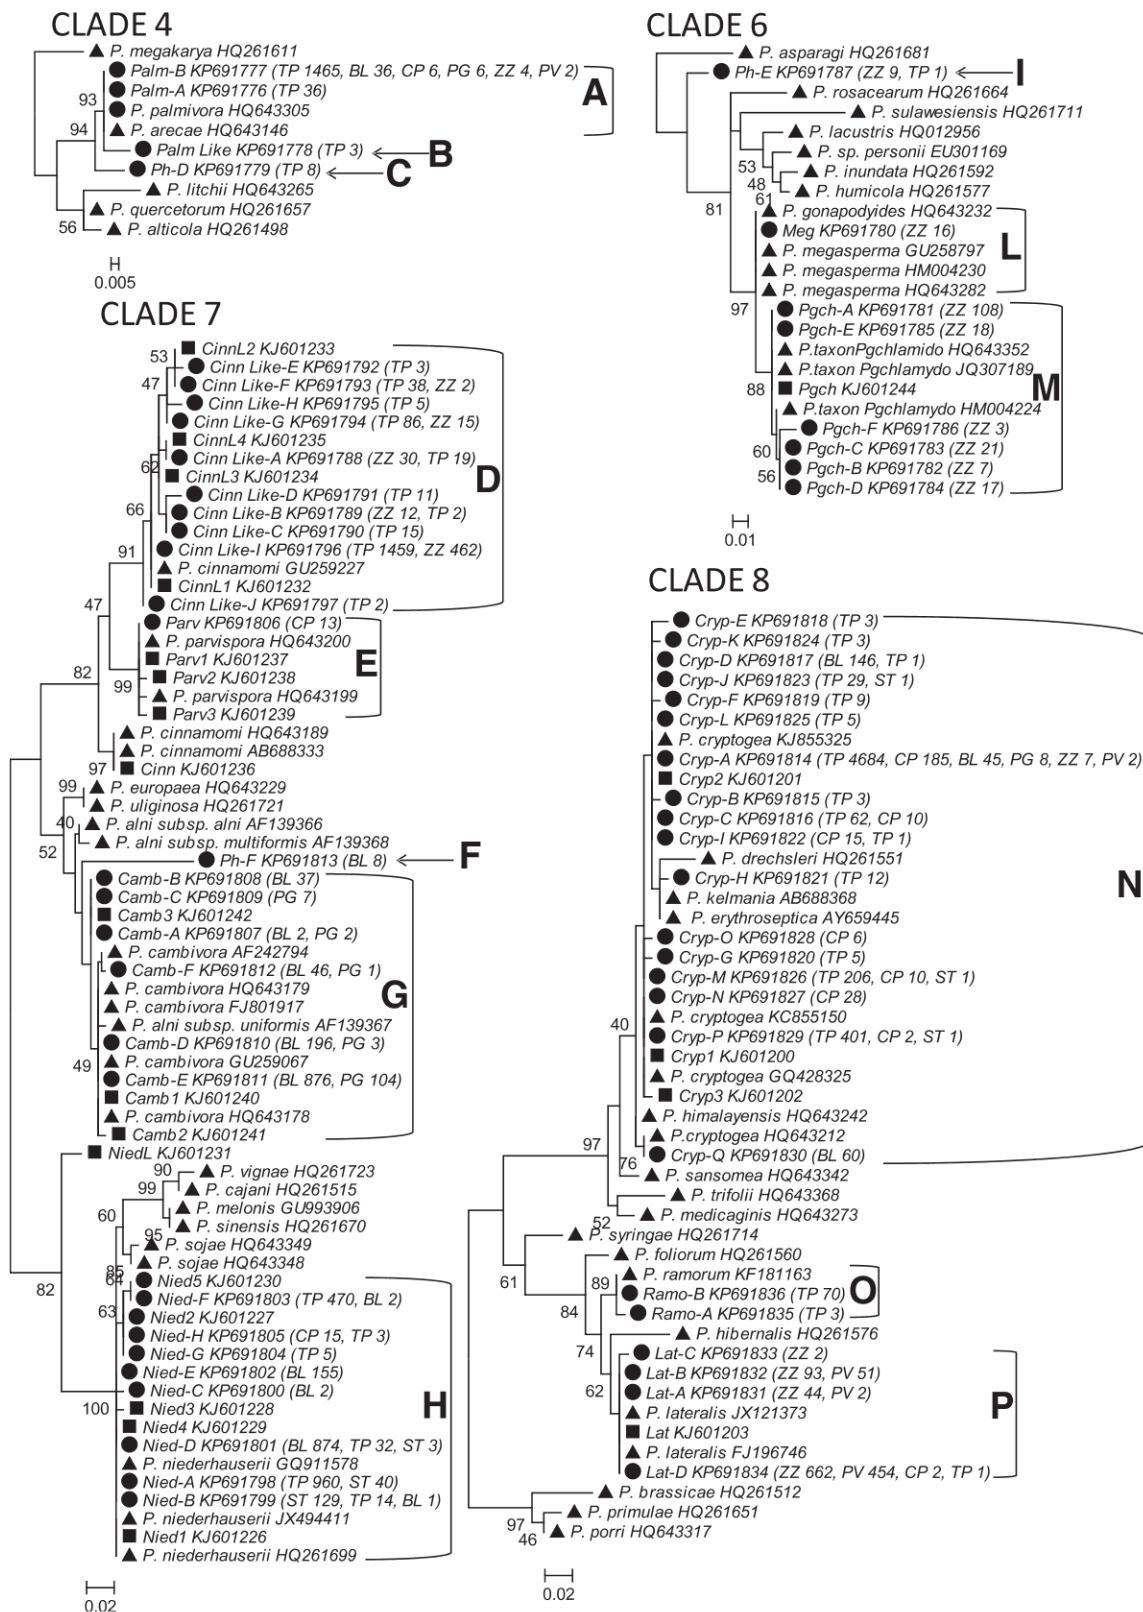 CLADE 4
P. megakarya HQ261611
Palm-B KP691777 (TP 1465, BL 36, CP 6, PG 6, ZZ 4, PV 2)
Palm-A KP691776 (TP 36)
93
P. palmivora HQ643305
A
94
P. arecae HQ643146
Palm Like KP691778 (TP 3)
B
Ph-D KP691779 (TP 8)
C
P. litchii HQ643265
P. quercetorum HQ261657
56
P. alticola HQ261498
0.005
CLADE 6
P. asparagi HQ261681
Ph-E KP691787 (ZZ 9, TP 1)
I
P. rosacearum HQ261664
P. sulawesiensis HQ261711
P. lacustris HQ012956
P. sp. personii EU301169
53
P. inundata HQ261592
48
P. humicola HQ261577
61
81
P. gonapodyides HQ643232
Meg KP691780 (ZZ 16)
L
P. megasperma GU258797
P. megasperma HM004230
P. megasperma HQ643282
97
Pgch-A KP691781 (ZZ 108)
Pgch-E KP691785 (ZZ 18)
P.taxonPgchlamido HQ643352
P.taxon Pgchlamydo JQ307189
88
Pgch KJ601244
M
P.taxon Pgchlamydo HM004224
Pgch-F KP691786 (ZZ 3)
60
Pgch-C KP691783 (ZZ 21)
56
Pgch-B KP691782 (ZZ 7)
Pgch-D KP691784 (ZZ 17)
0.01
CLADE 7
CinnL2 KJ601233
53
Cinn Like-E KP691792 (TP 3)
47
Cinn Like-F KP691793 (TP 38, ZZ 2)
Cinn Like-H KP691795 (TP 5)
Cinn Like-G KP691794 (TP 86, ZZ 15)
CinnL4 KJ601235
62
Cinn Like-A KP691788 (ZZ 30, TP 19)
CinnL3 KJ601234
D
Cinn Like-D KP691791 (TP 11)
66
Cinn Like-B KP691789 (ZZ 12, TP 2)
Cinn Like-C KP691790 (TP 15)
91
Cinn Like-I KP691796 (TP 1459, ZZ 462)
P. cinnamomi GU259227
CinnL1 KJ601232
47
Cinn Like-J KP691797 (TP 2)
Parv KP691806 (CP 13)
P. parvispora HQ643200
Parv1 KJ601237
E
82
99
Parv2 KJ601238
P. parvispora HQ643199
Parv3 KJ601239
P. cinnamomi HQ643189
P. cinnamomi AB688333
97
Cinn KJ601236
99
P. europaea HQ643229
P. uliginosa HQ261721
40
P. alni subsp. alni AF139366
P. alni subsp. multiformis AF139368
52
Ph-F KP691813 (BL 8)
F
Camb-B KP691808 (BL 37)
Camb-C KP691809 (PG 7)
Camb3 KJ601242
Camb-A KP691807 (BL 2, PG 2)
P. cambivora AF242794
Camb-F KP691812 (BL 46, PG 1)
P. cambivora HQ643179
G
P. cambivora FJ801917
P. alni subsp. uniformis AF139367
Camb-D KP691810 (BL 196, PG 3)
49
P. cambivora GU259067
Camb-E KP691811 (BL 876, PG 104)
Camb1 KJ601240
P. cambivora HQ643178
Camb2 KJ601241
NiedL KJ601231
90
P. vignae HQ261723
99
P. cajani HQ261515
P. melonis GU993906
60
P. sinensis HQ261670
95
P. sojae HQ643349
P. sojae HQ643348
85
64
82
Nied5 KJ601230
63
Nied-F KP691803 (TP 470, BL 2)
Nied2 KJ601227
Nied-H KP691805 (CP 15, TP 3)
Nied-G KP691804 (TP 5)
Nied-E KP691802 (BL 155)
Nied-C KP691800 (BL 2)
100
Nied3 KJ601228
H
Nied4 KJ601229
Nied-D KP691801 (BL 874, TP 32, ST 3)
P. niederhauserii GQ911578
Nied-A KP691798 (TP 960, ST 40)
Nied-B KP691799 (ST 129, TP 14, BL 1)
P. niederhauserii JX494411
Nied1 KJ601226
P. niederhauserii HQ261699
0.02
CLADE 8
Cryp-E KP691818 (TP 3)
Cryp-K KP691824 (TP 3)
Cryp-D KP691817 (BL 146, TP 1)
Cryp-J KP691823 (TP 29, ST 1)
Cryp-F KP691819 (TP 9)
Cryp-L KP691825 (TP 5)
P. cryptogea KJ855325
Cryp-A KP691814 (TP 4684, CP 185, BL 45, PG 8, ZZ 7, PV 2)
Cryp2 KJ601201
Cryp-B KP691815 (TP 3)
Cryp-C KP691816 (TP 62, CP 10)
Cryp-I KP691822 (CP 15, TP 1)
P. drechsleri HQ261551
Cryp-H KP691821 (TP 12)
N
P. kelmania AB688368
P. erythroseptica AY659445
Cryp-O KP691828 (CP 6)
Cryp-G KP691820 (TP 5)
Cryp-M KP691826 (TP 206, CP 10, ST 1)
Cryp-N KP691827 (CP 28)
40
P. cryptogea KC855150
Cryp-P KP691829 (TP 401, CP 2, ST 1)
Cryp1 KJ601200
P. cryptogea GQ428325
Cryp3 KJ601202
P. himalayensis HQ643242
97
P.cryptogea HQ643212
76
Cryp-Q KP691830 (BL 60)
P. sansomea HQ643342
P. trifolii HQ643368
52
P. medicaginis HQ643273
P. syringae HQ261714
61
P. foliorum HQ261560
89
P. ramorum KF181163
Ramo-B KP691836 (TP 70)
O
84
Ramo-A KP691835 (TP 3)
P. hibernalis HQ261576
74
Lat-C KP691833 (ZZ 2)
Lat-B KP691832 (ZZ 93, PV 51)
62
Lat-A KP691831 (ZZ 44, PV 2)
P. lateralis JX121373
P
Lat KJ601203
P. lateralis FJ196746
Lat-D KP691834 (ZZ 662, PV 454, CP 2, TP 1)
P. brassicae HQ261512
97
P. primulae HQ261651
46
P. porri HQ643317
0.02